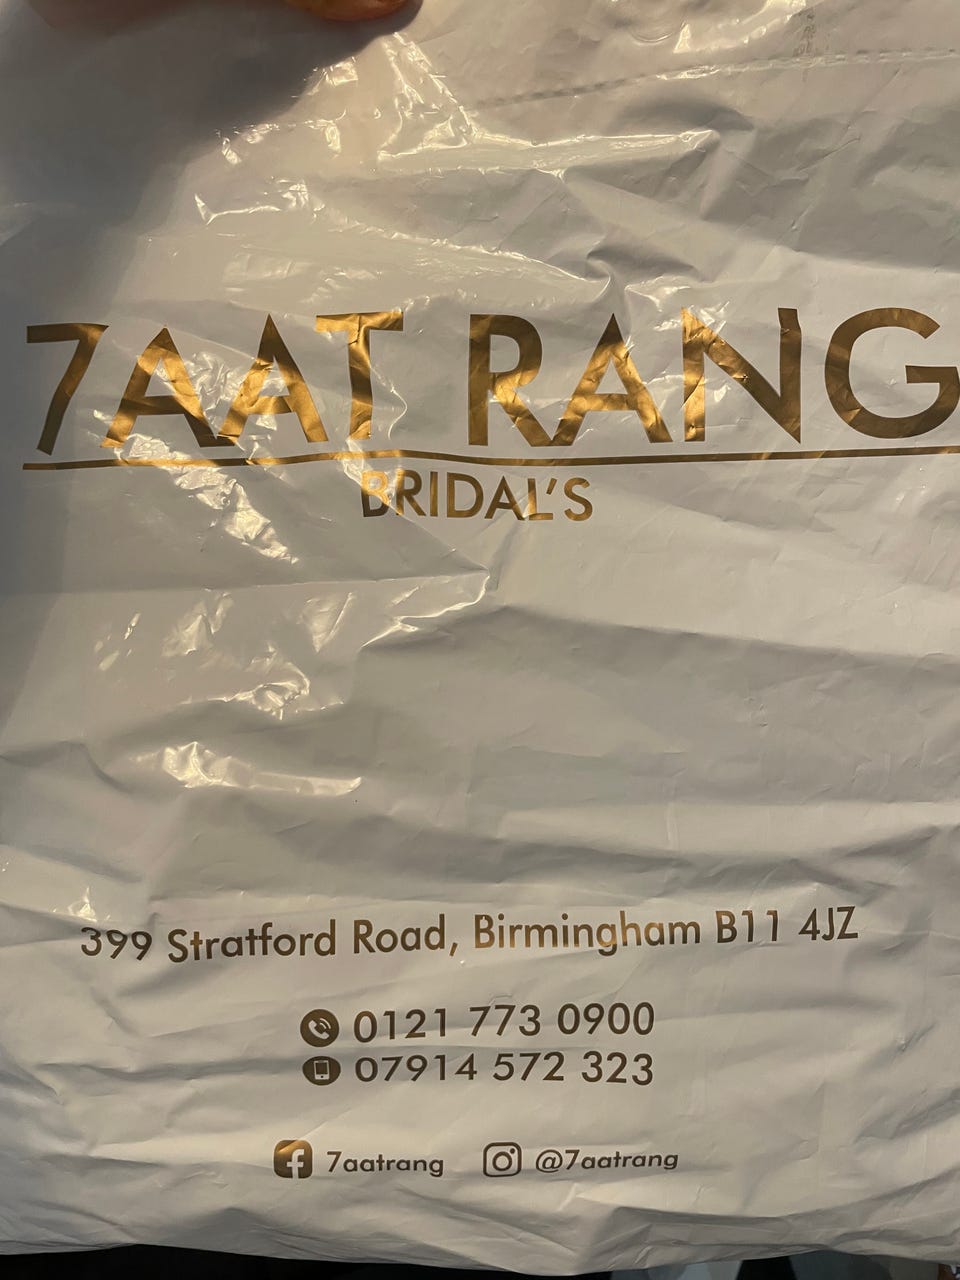 7AAT RANG
BRIDAL'S
399 Stratford Road, Birmingham B11 4JZ
0121 773 0900
07914 572 323
7aatrang @7aatrang